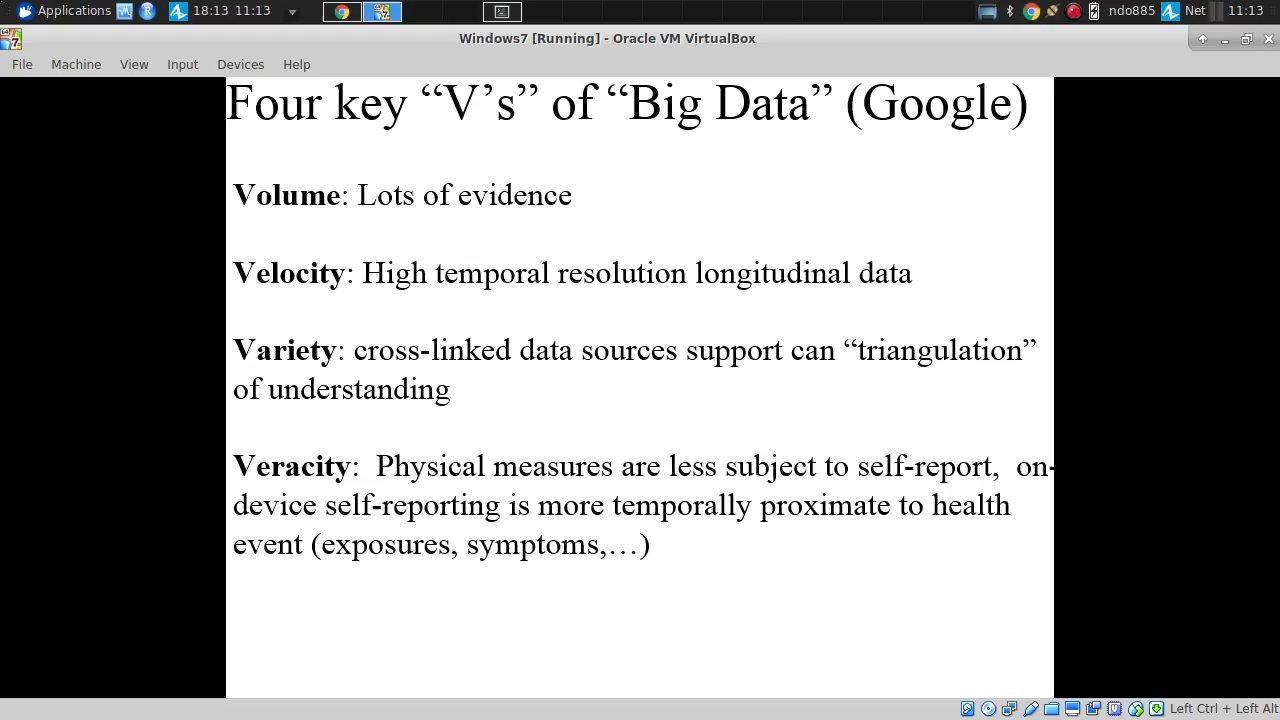 Applications 18:13 11:13 ndo885 Net 11:13
Windows7 [Running] - Oracle VM VirtualBox
File Machine View Input Devices Help
Four key “V’s” of “Big Data” (Google)
Volume: Lots of evidence
Velocity: High temporal resolution longitudinal data
Variety: cross-linked data sources support can “triangulation”
of understanding
Veracity:  Physical measures are less subject to self-report,  on-
device self-reporting is more temporally proximate to health
event (exposures, symptoms,…)
Left Ctrl + Left Alt